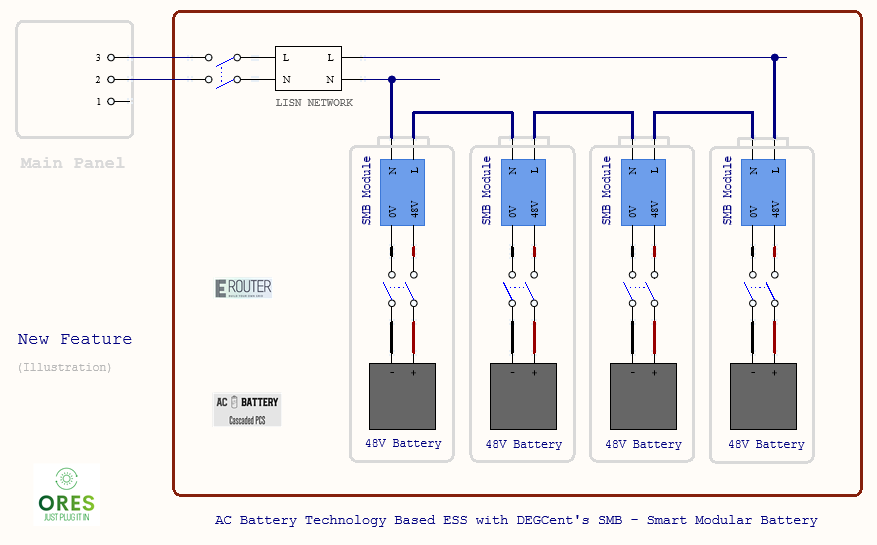 3
2
1
L L
N N
LISN NETWORK
Main Panel
SMB Module N L 0V 48V
SMB Module N L 0V 48V
SMB Module N L 0V 48V
SMB Module N L 0V 48V
E ROUTER
New Feature
(Illustration)
- +
- +
- +
- +
AC BATTERY
Cascaded PCS
48V Battery
48V Battery
48V Battery
48V Battery
ORES
JUST PLUG IT IN
AC Battery Technology Based ESS with DEGCent's SMB - Smart Modular Battery